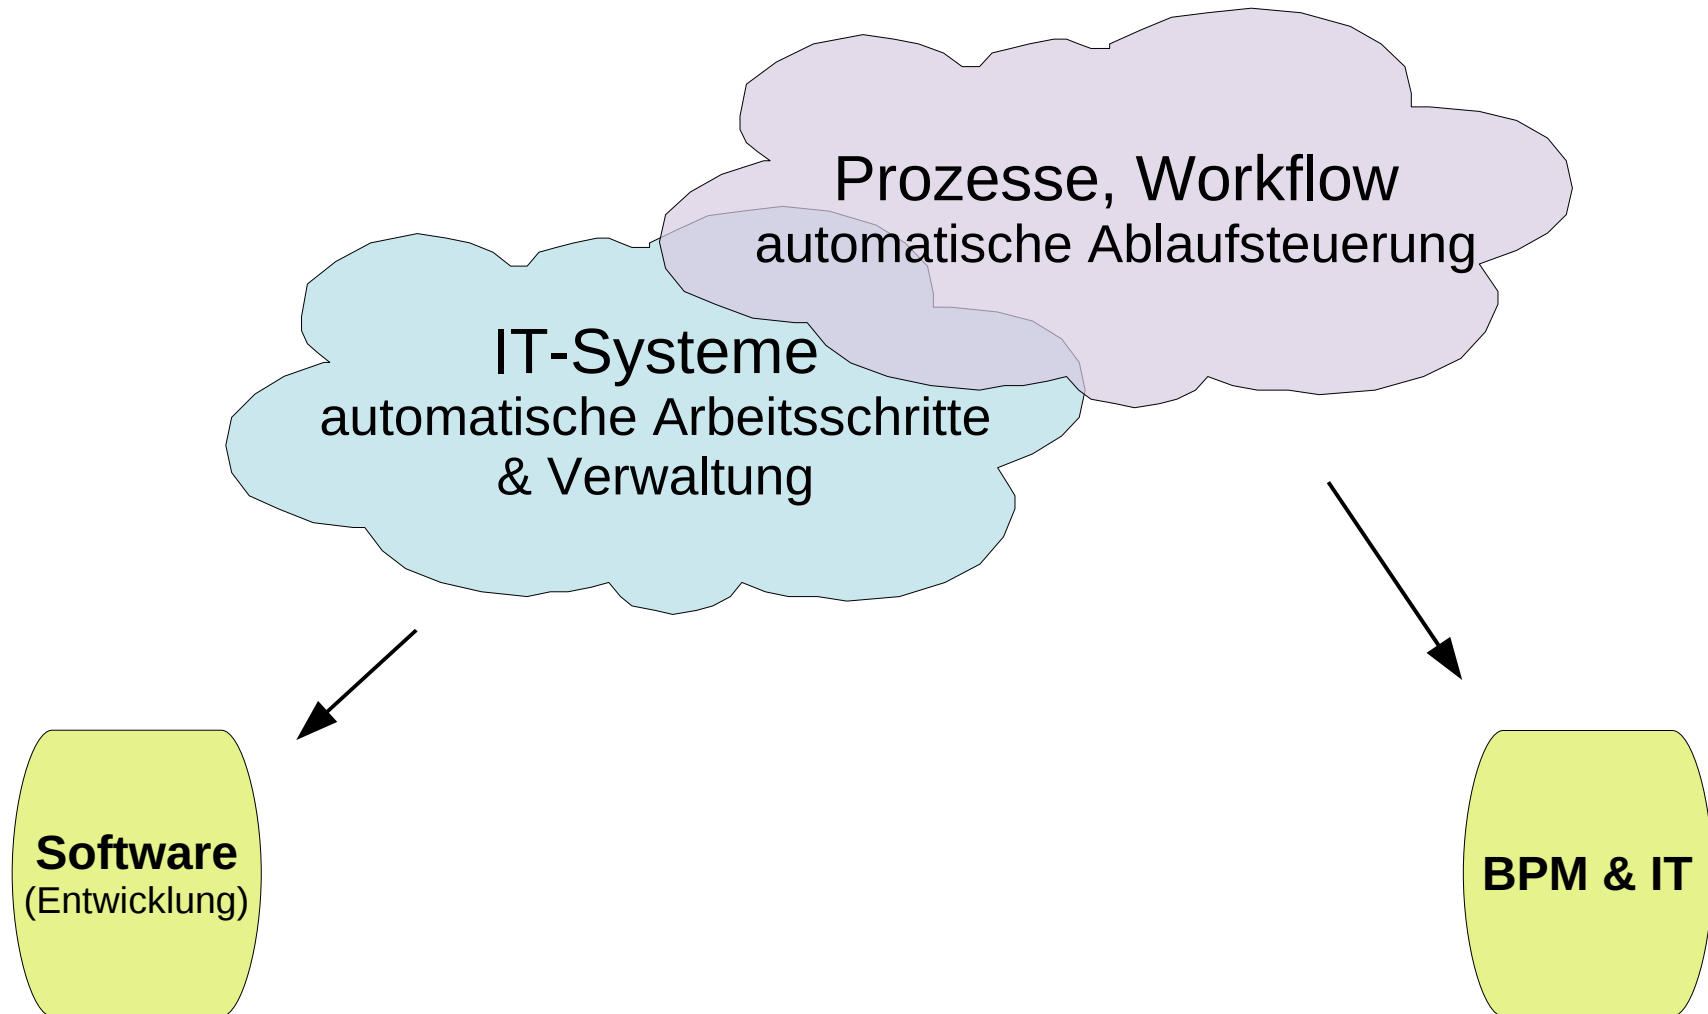 Prozesse, Workflow
automatische Ablaufsteuerung
IT-Systeme
automatische Arbeitsschritte
& Verwaltung
Software
(Entwicklung)
BPM & IT